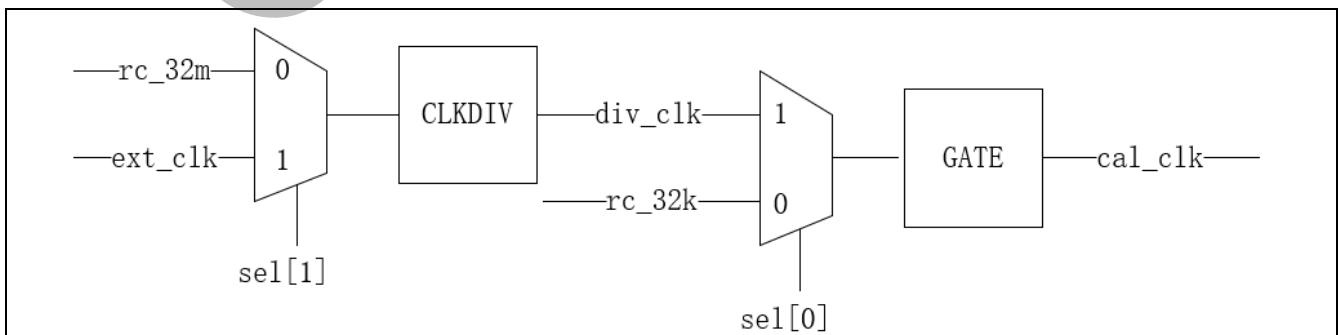 rc_32m
0
ext_clk
1
sel[1]
CLKDIV
div_clk
1
rc_32k
0
sel[0]
GATE
cal_clk